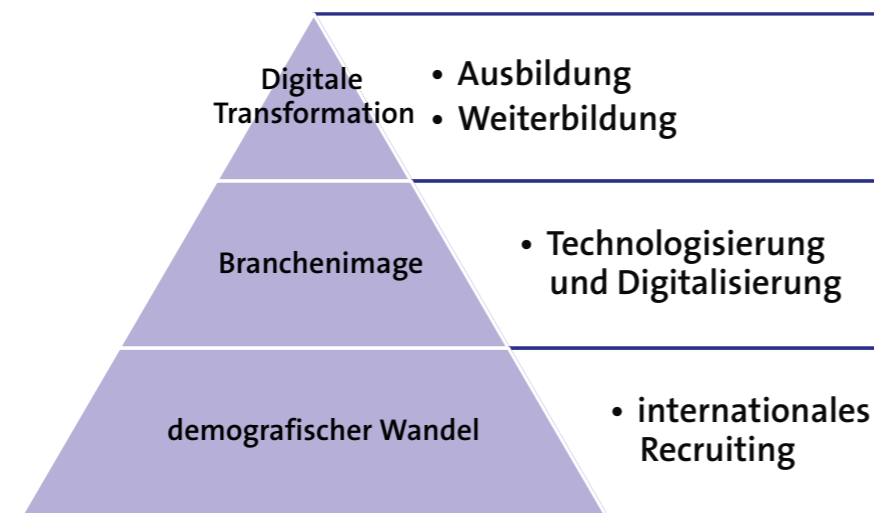 Digitale
Transformation
• Ausbildung
• Weiterbildung
Branchenimage
• Technologisierung
und Digitalisierung
demografischer Wandel
• internationales
Recruiting